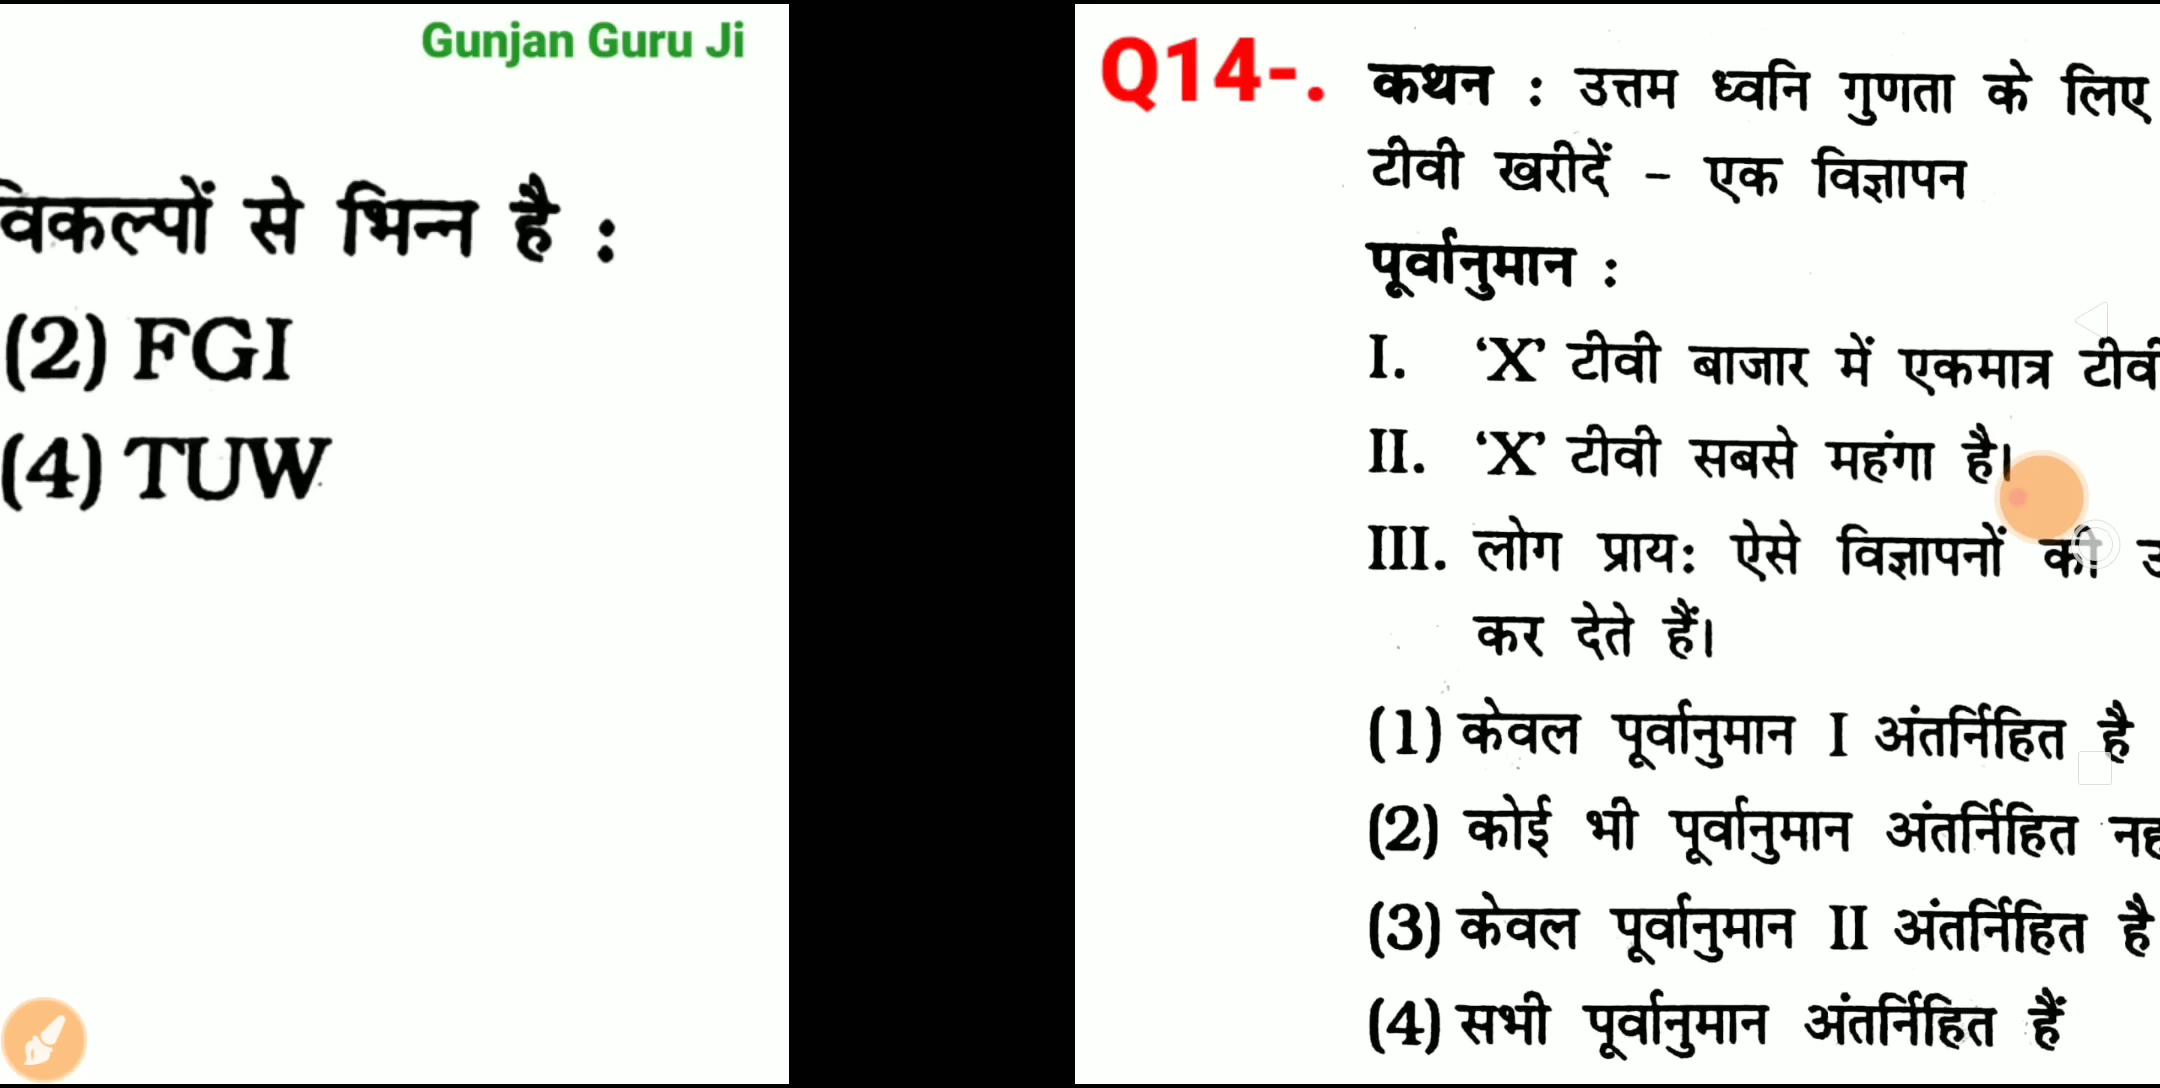 Gunjan Guru Ji
विकल्पों से भिन्न है :
(2) FGI
(4) TUW
Q14-. कथन : उत्तम ध्वनि गुणता के लिए
टीवी खरीदें - एक विज्ञापन
पूर्वानुमान :
I. ‘X’ टीवी बाजार में एकमात्र टीवी
II. ‘X’ टीवी सबसे महंगा है।
III. लोग प्राय: ऐसे विज्ञापनों की
कर देते हैं।
(1) केवल पूर्वानुमान I अंतर्निहित है
(2) कोई भी पूर्वानुमान अंतर्निहित
(3) केवल पूर्वानुमान II अंतर्निहित है
(4) सभी पूर्वानुमान अंतर्निहित हैं